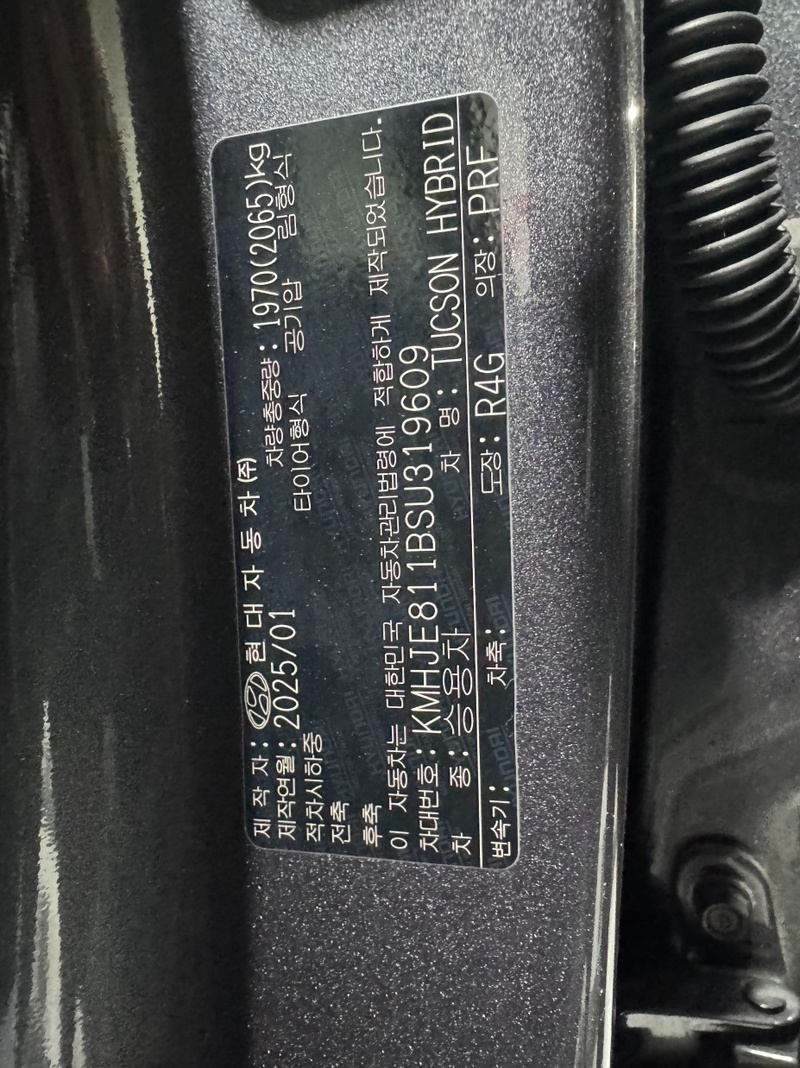 제 작 자 : 현 대 자 동 차 ㈜
제작연월 : 2025/01 차량총중량 : 1970(2065)kg
적차시하중 타이어형식 공기압 림형식
전축
후축
이 자동차는 대한민국 자동차관리법령에 적합하게 제작되었습니다.
차대번호 : KMHJE811BSU319609
차 종 : 승용차 차 명 : TUCSON HYBRID
변속기 : 차축 : 도장 : R4G 의장 : PRF